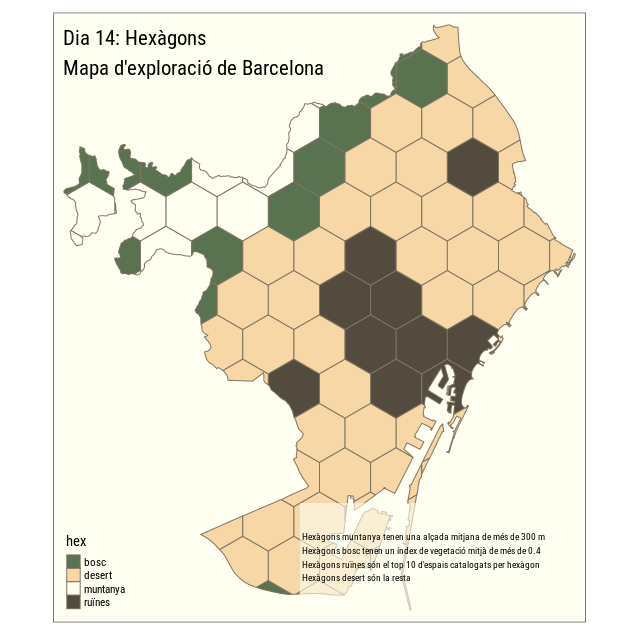 Dia 14: Hexàgons
Mapa d'exploració de Barcelona
Hexàgons muntanya tenen una alçada mitjana de més de 300 m
Hexàgons bosc tenen un índex de vegetació mitjà de més de 0.4
Hexàgons ruïnes són el top 10 d'espais catalogats per hexàgon
Hexàgons desert són la resta
hex
bosc
desert
muntanya
ruïnes